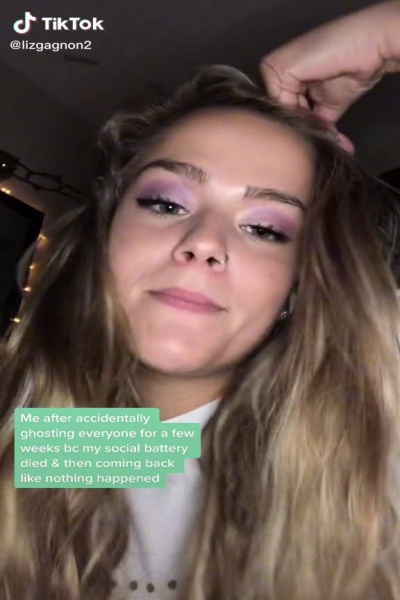 TikTok
@lizgagnon2
Me after accidentally
ghosting everyone for a few
weeks bc my social battery
died & then coming back
like nothing happened